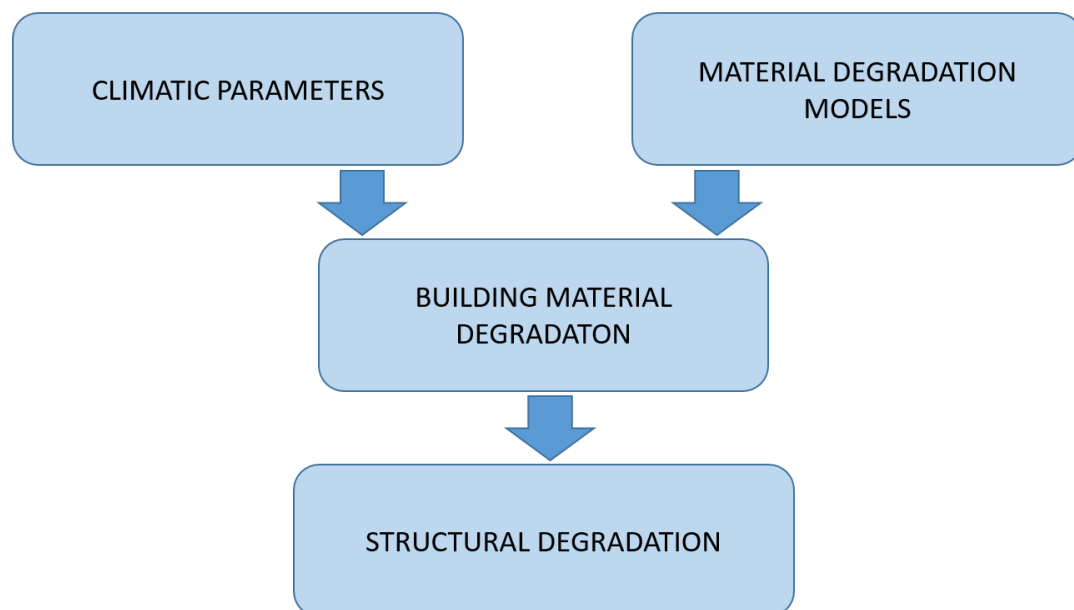 CLIMATIC PARAMETERS
MATERIAL DEGRADATION
MODELS
BUILDING MATERIAL
DEGRADATON
STRUCTURAL DEGRADATION